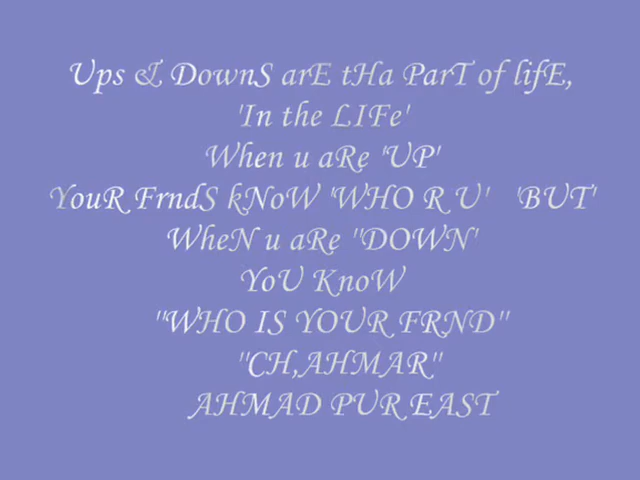 Ups & DownS arE tHa ParT of lifE,
'In the LIFe'
When u aRe 'UP'
YouR FrndS kNoW 'WHO R U' 'BUT'
WheN u aRe "DOWN'
YoU KnoW
"WHO IS YOUR FRND"
"CH,AHMAR"
AHMAD PUR EAST